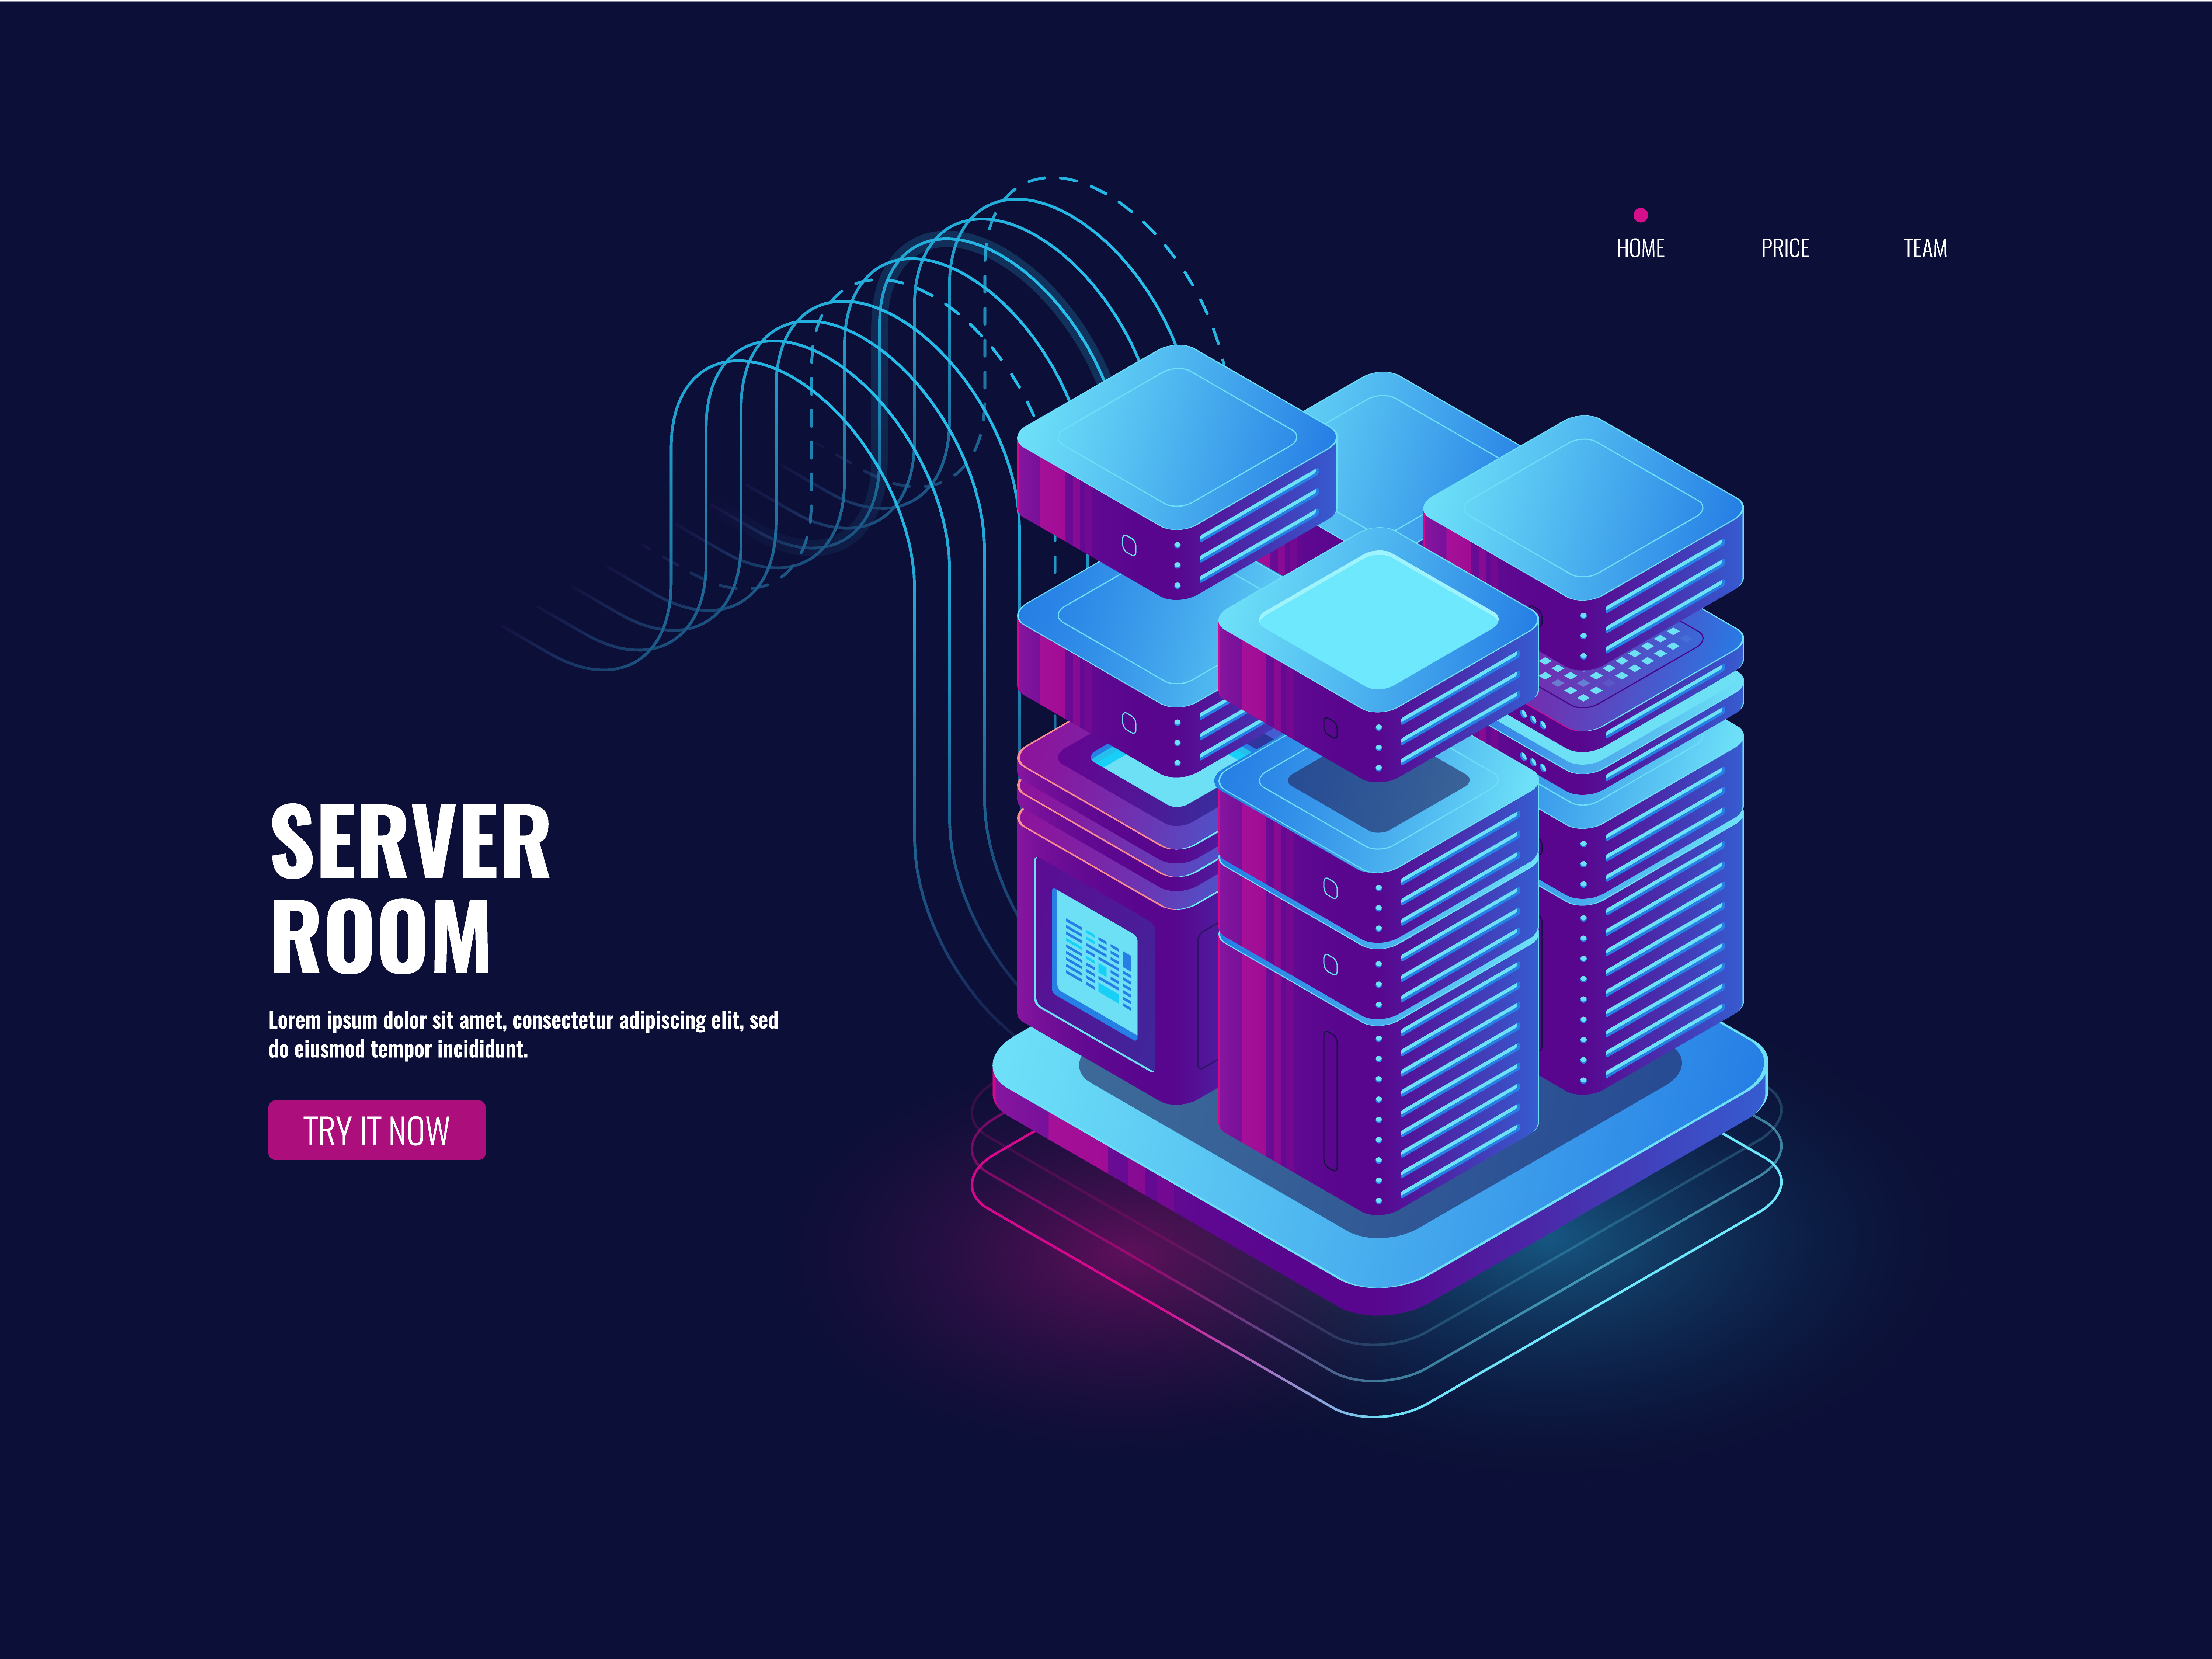 HOME PRICE TEAM
SERVER
ROOM
Lorem ipsum dolor sit amet, consectetur adipiscing elit, sed
do eiusmod tempor incididunt.
TRY IT NOW